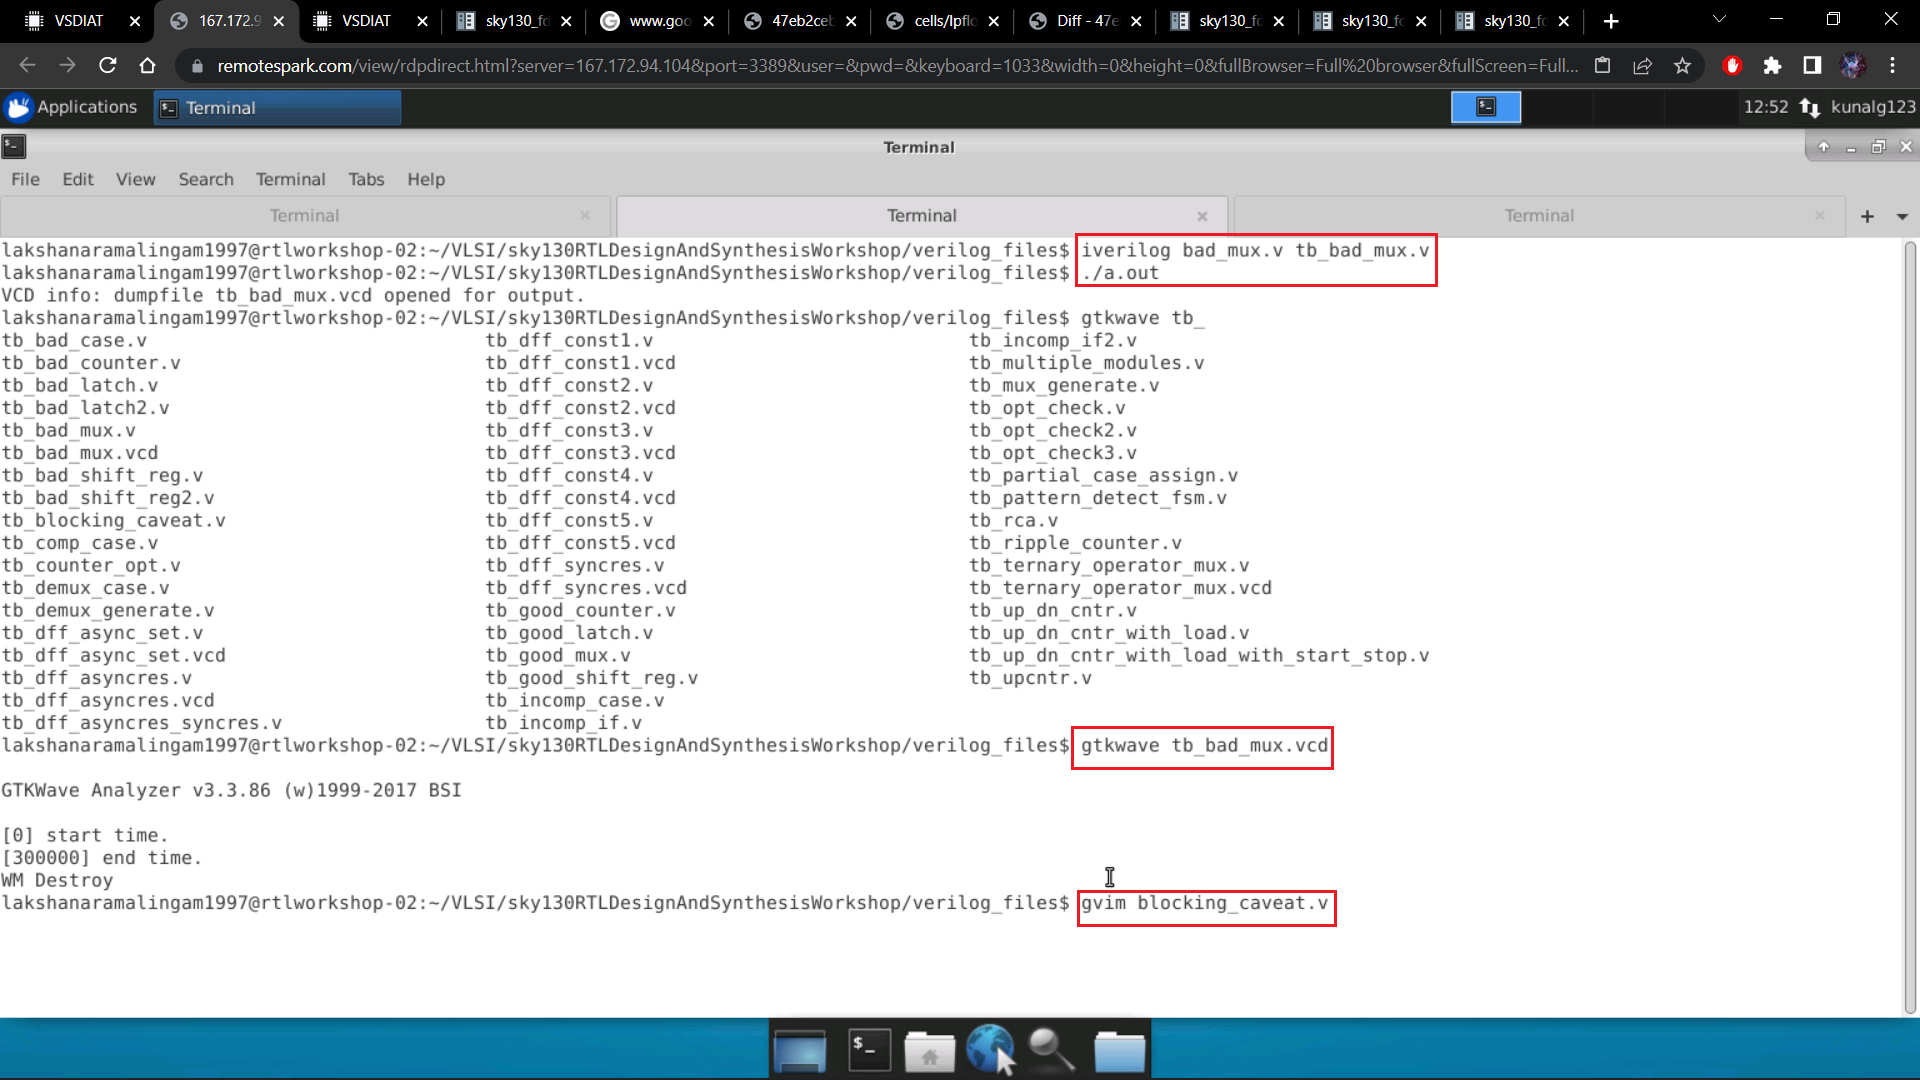 VSDIAT
167.172.9
VSDIAT
sky130_fd
www.goo
47eb2ceb
cells/lpflo
Diff - 47e
sky130_fd
sky130_fd
sky130_fd
remotespark.com/view/rdpdirect.html?server=167.172.94.104&port=3389&user=&pwd=&keyboard=1033&width=0&height=0&fullBrowser=Full%20browser&fullScreen=Full...
Applications
Terminal
12:52
kunalg123
Terminal
File Edit View Search Terminal Tabs Help
Terminal
Terminal
Terminal
lakshanaramalingam1997@rtlworkshop-02:~/VLSI/sky130RTLDesignAndSynthesisWorkshop/verilog_files$ iverilog bad_mux.v tb_bad_mux.v
lakshanaramalingam1997@rtlworkshop-02:~/VLSI/sky130RTLDesignAndSynthesisWorkshop/verilog_files$ ./a.out
VCD info: dumpfile tb_bad_mux.vcd opened for output.
lakshanaramalingam1997@rtlworkshop-02:~/VLSI/sky130RTLDesignAndSynthesisWorkshop/verilog_files$ gtkwave tb_
tb_bad_case.v tb_dff_const1.v tb_incomp_if2.v
tb_bad_counter.v tb_dff_const1.vcd tb_multiple_modules.v
tb_bad_latch.v tb_dff_const2.v tb_mux_generate.v
tb_bad_latch2.v tb_dff_const2.vcd tb_opt_check.v
tb_bad_mux.v tb_dff_const3.v tb_opt_check2.v
tb_bad_mux.vcd tb_dff_const3.vcd tb_opt_check3.v
tb_bad_shift_reg.v tb_dff_const4.v tb_partial_case_assign.v
tb_bad_shift_reg2.v tb_dff_const4.vcd tb_pattern_detect_fsm.v
tb_blocking_caveat.v tb_dff_const5.v tb_rca.v
tb_comp_case.v tb_dff_const5.vcd tb_ripple_counter.v
tb_counter_opt.v tb_dff_syncres.v tb_ternary_operator_mux.v
tb_demux_case.v tb_dff_syncres.vcd tb_ternary_operator_mux.vcd
tb_demux_generate.v tb_good_counter.v tb_up_dn_cntr.v
tb_dff_async_set.v tb_good_latch.v tb_up_dn_cntr_with_load.v
tb_dff_async_set.vcd tb_good_mux.v tb_up_dn_cntr_with_load_with_start_stop.v
tb_dff_asyncres.v tb_good_shift_reg.v tb_upcntr.v
tb_dff_asyncres.vcd tb_incomp_case.v
tb_dff_asyncres_syncres.v tb_incomp_if.v
lakshanaramalingam1997@rtlworkshop-02:~/VLSI/sky130RTLDesignAndSynthesisWorkshop/verilog_files$ gtkwave tb_bad_mux.vcd
GTKWave Analyzer v3.3.86 (w)1999-2017 BSI
[0] start time.
[300000] end time.
WM Destroy
lakshanaramalingam1997@rtlworkshop-02:~/VLSI/sky130RTLDesignAndSynthesisWorkshop/verilog_files$ gvim blocking_caveat.v